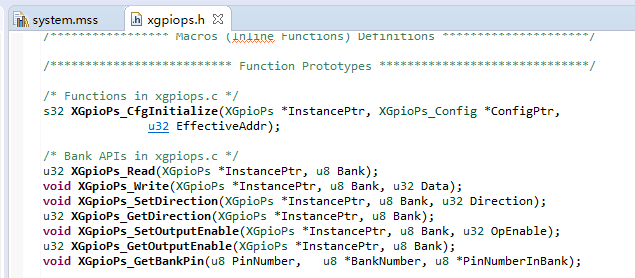 system.mss
xgpiops.h
/***************** Macros (Inline Functions) Definitions *********************/
/************************** Function Prototypes ******************************/
/* Functions in xgpiops.c */
s32 XGpioPs_CfgInitialize(XGpioPs *InstancePtr, XGpioPs_Config *ConfigPtr,
u32 EffectiveAddr);
/* Bank APIs in xgpiops.c */
u32 XGpioPs_Read(XGpioPs *InstancePtr, u8 Bank);
void XGpioPs_Write(XGpioPs *InstancePtr, u8 Bank, u32 Data);
void XGpioPs_SetDirection(XGpioPs *InstancePtr, u8 Bank, u32 Direction);
u32 XGpioPs_GetDirection(XGpioPs *InstancePtr, u8 Bank);
void XGpioPs_SetOutputEnable(XGpioPs *InstancePtr, u8 Bank, u32 OpEnable);
u32 XGpioPs_GetOutputEnable(XGpioPs *InstancePtr, u8 Bank);
void XGpioPs_GetBankPin(u8 PinNumber, u8 *BankNumber, u8 *PinNumberInBank);